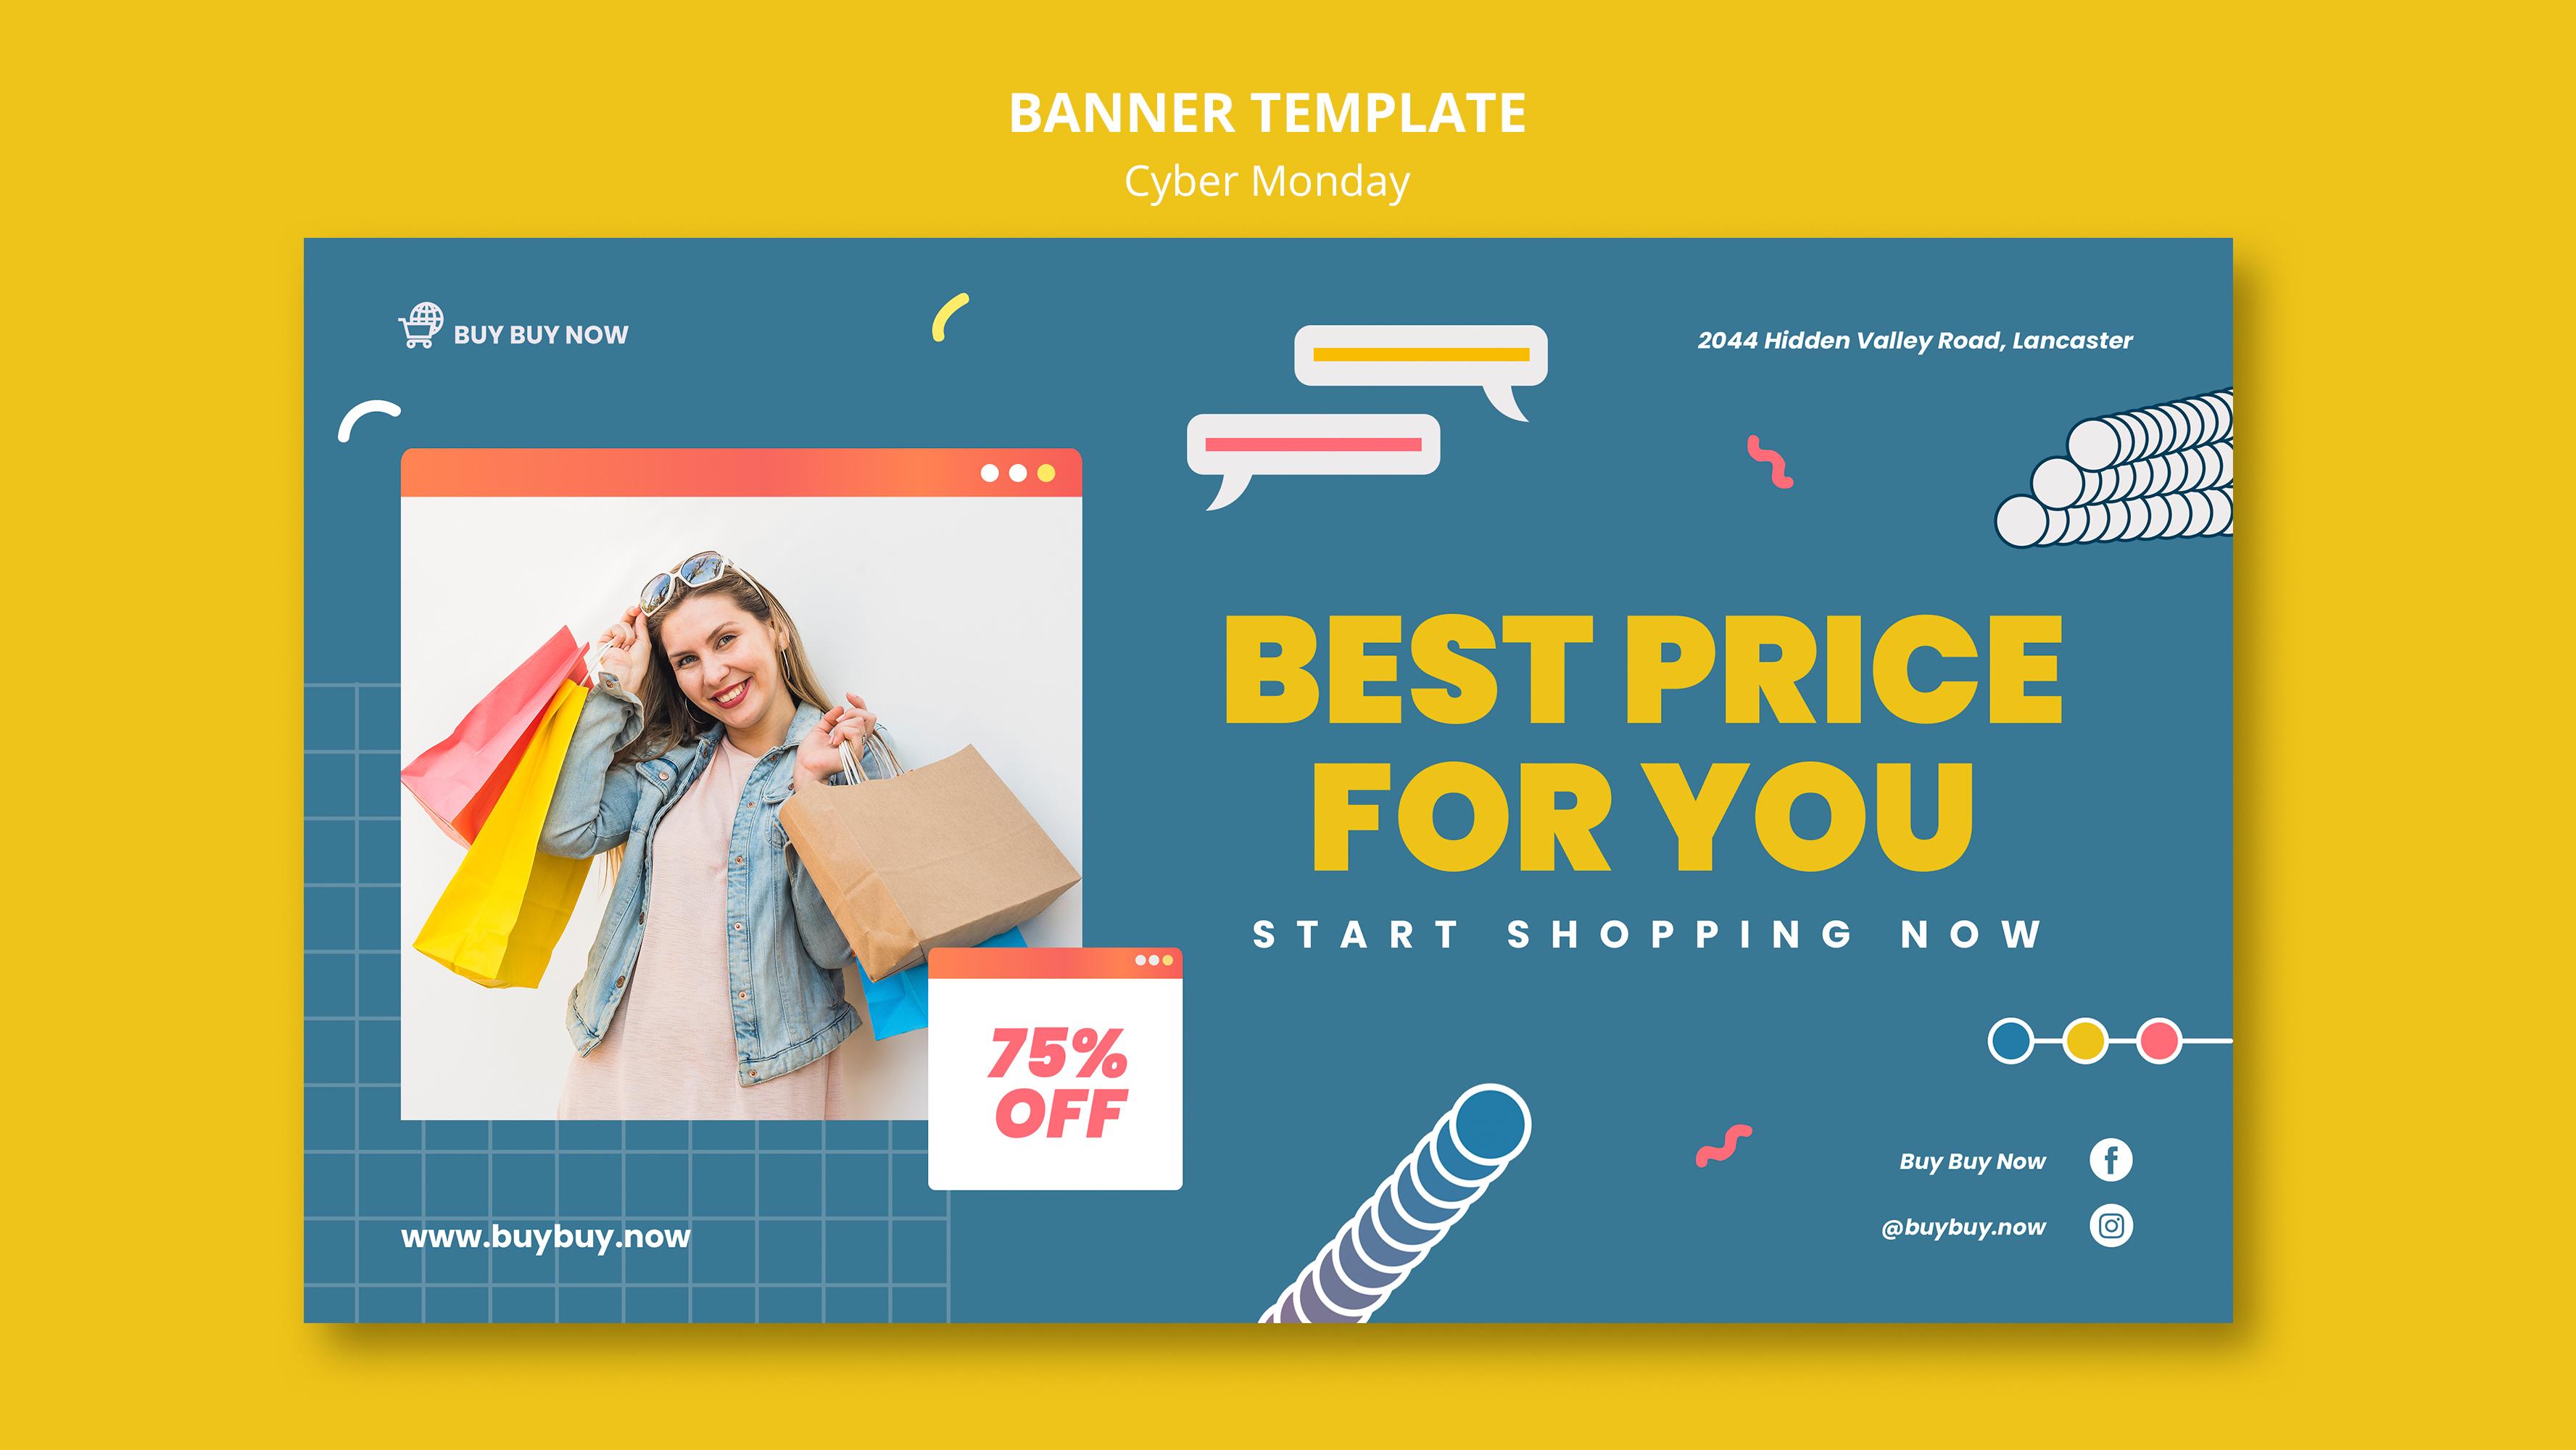 BANNER TEMPLATE
Cyber Monday
BUY BUY NOW
2044 Hidden Valley Road, Lancaster
BEST PRICE
FOR YOU
START SHOPPING NOW
75%
OFF
Buy Buy Now
@buybuy.now
www.buybuy.now